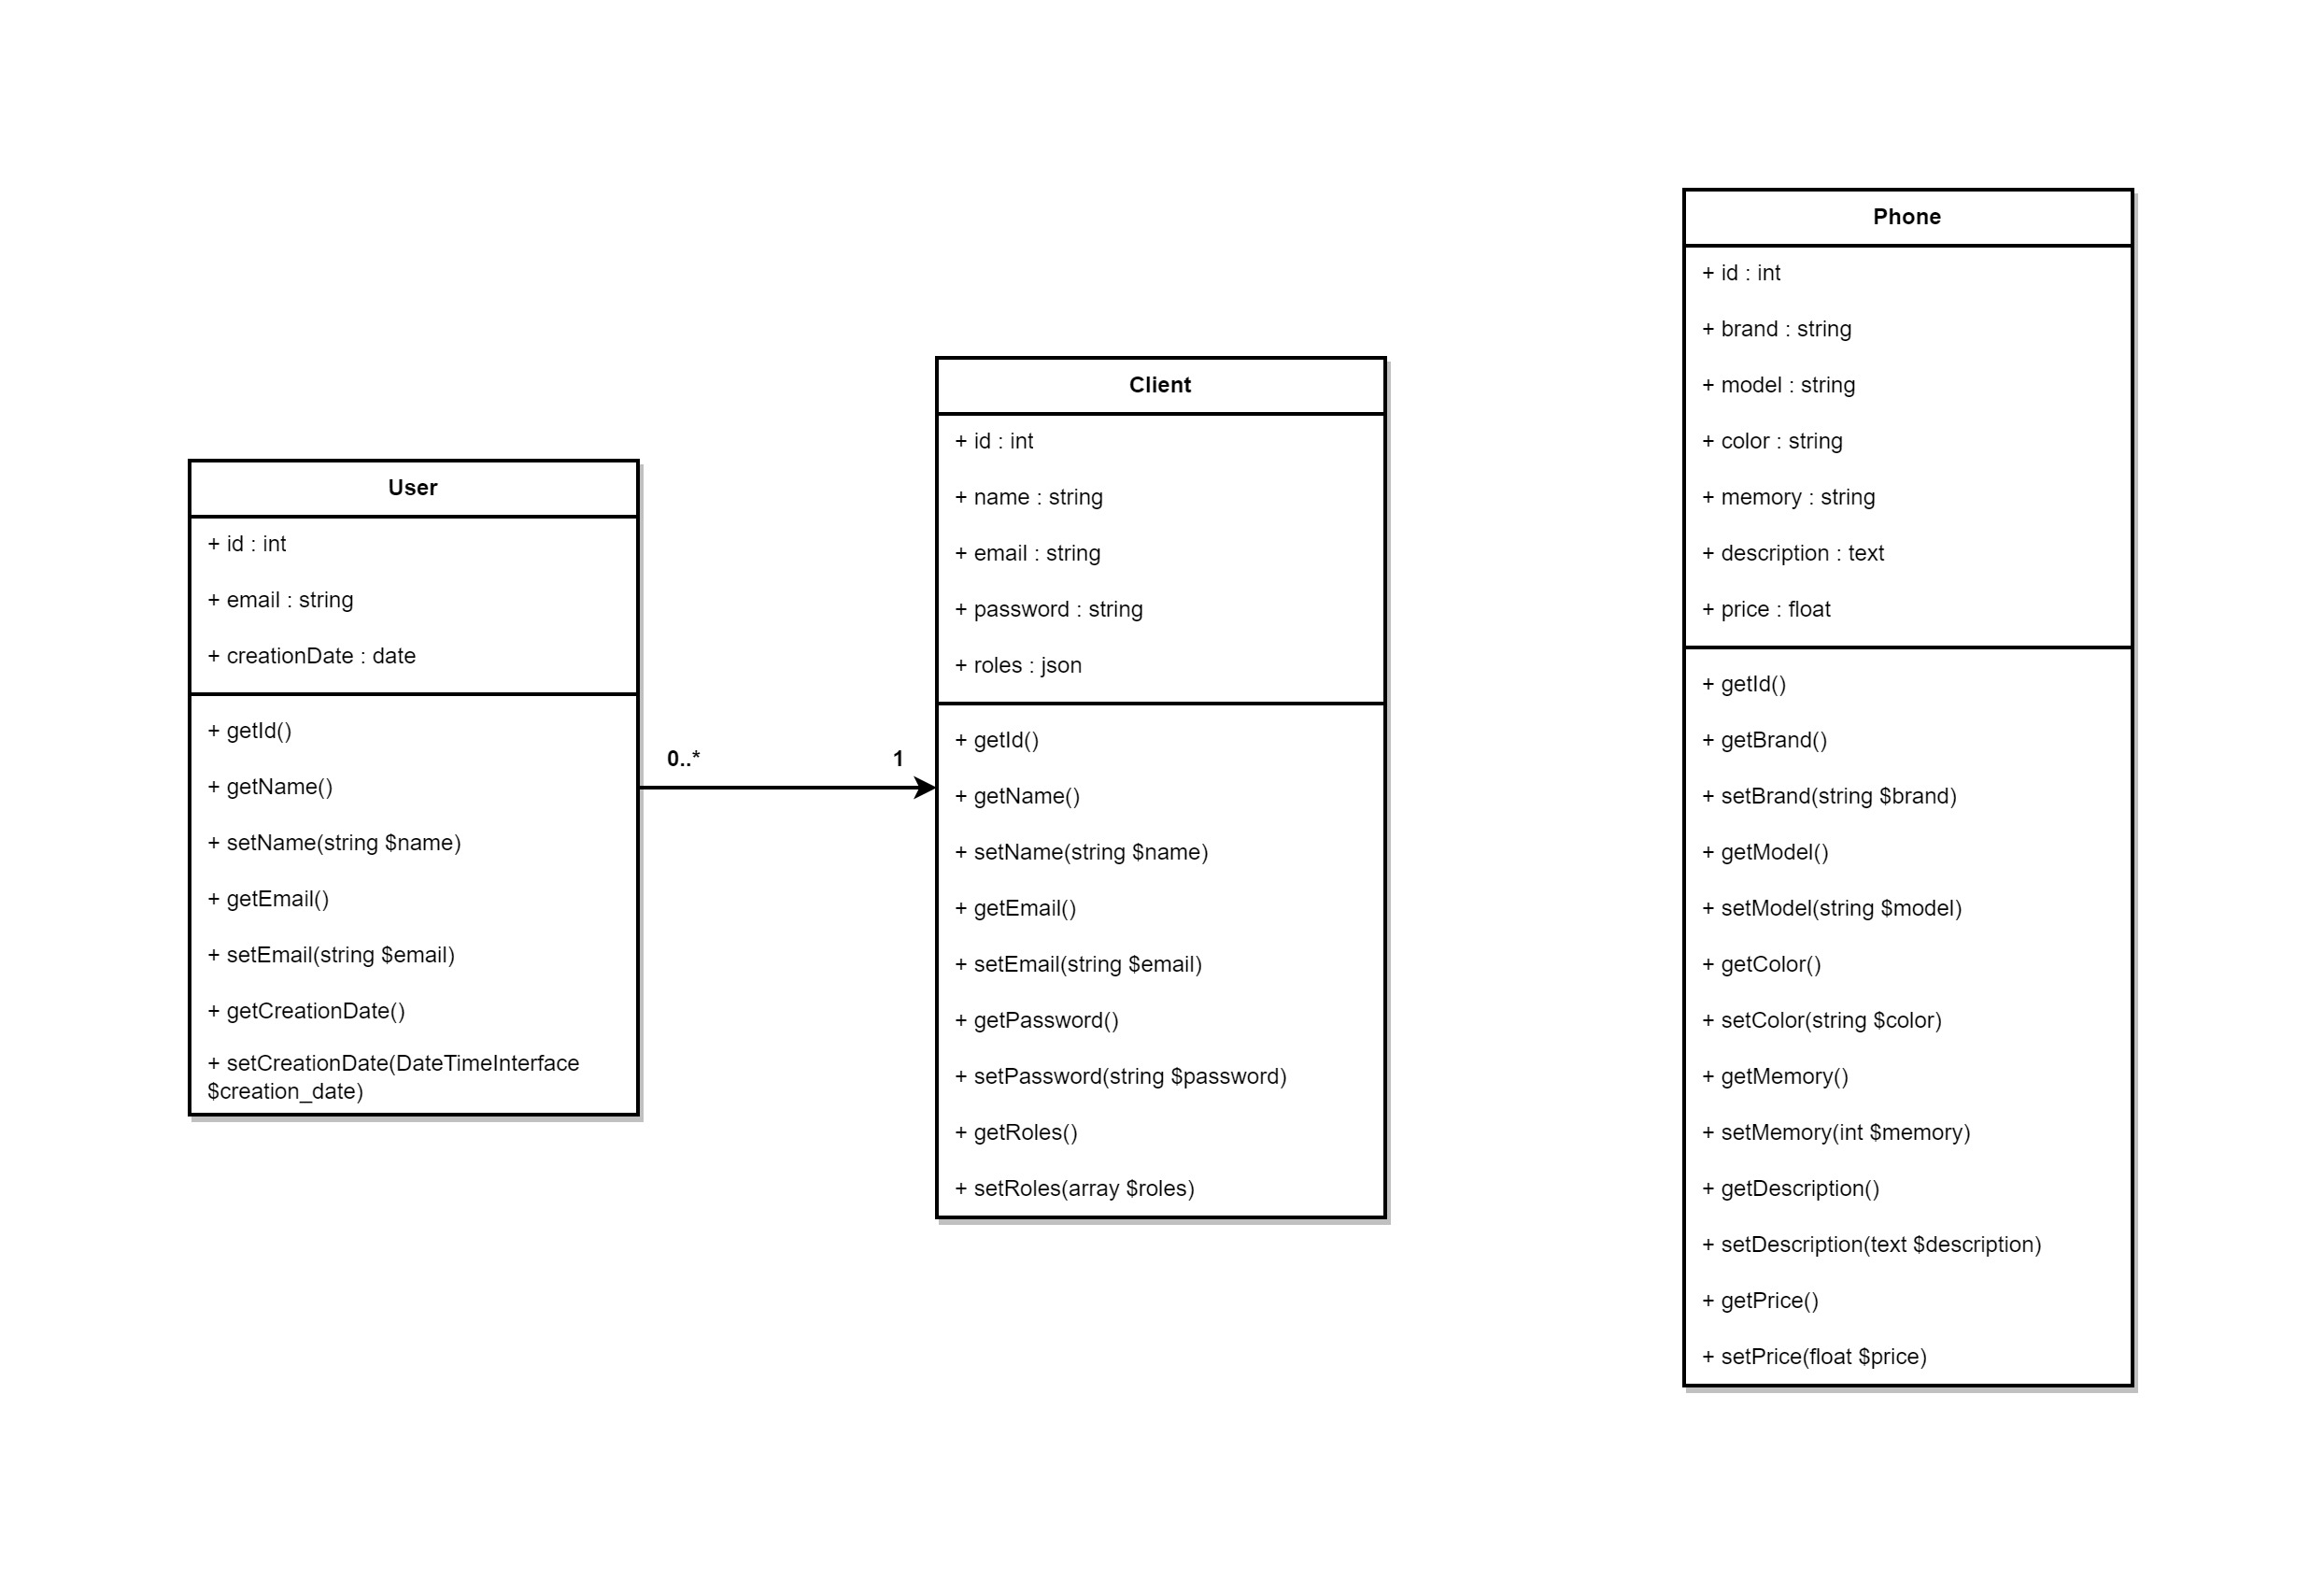 User
+ id : int
+ email : string
+ creationDate : date
+ getId()
+ getName()
+ setName(string $name)
+ getEmail()
+ setEmail(string $email)
+ getCreationDate()
+ setCreationDate(DateTimeInterface
$creation_date)
0..*
1
Client
+ id : int
+ name : string
+ email : string
+ password : string
+ roles : json
+ getId()
+ getName()
+ setName(string $name)
+ getEmail()
+ setEmail(string $email)
+ getPassword()
+ setPassword(string $password)
+ getRoles()
+ setRoles(array $roles)
Phone
+ id : int
+ brand : string
+ model : string
+ color : string
+ memory : string
+ description : text
+ price : float
+ getId()
+ getBrand()
+ setBrand(string $brand)
+ getModel()
+ setModel(string $model)
+ getColor()
+ setColor(string $color)
+ getMemory()
+ setMemory(int $memory)
+ getDescription()
+ setDescription(text $description)
+ getPrice()
+ setPrice(float $price)